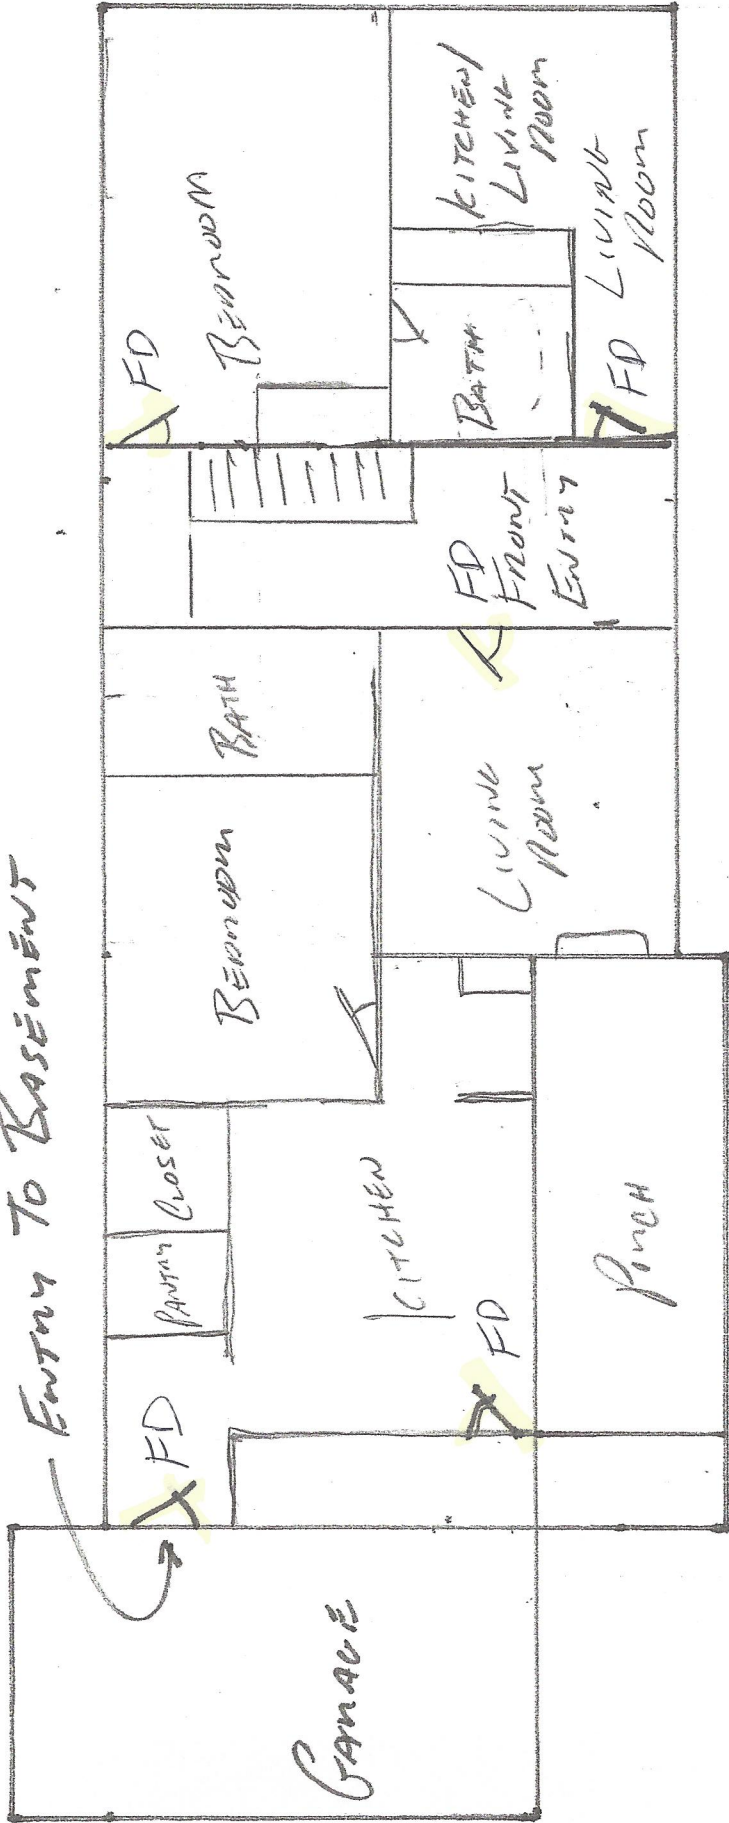 ENTRY TO BASEMENT
GARAGE
FD
PANTRY
CLOSET
KITCHEN
FD
PORCH
BEDROOM
BATH
LIVING
ROOM
FD
FRONT
ENTRY
FD
BEDROOM
BATH
KITCHEN/
LIVING
ROOM
FD
LIVING
ROOM